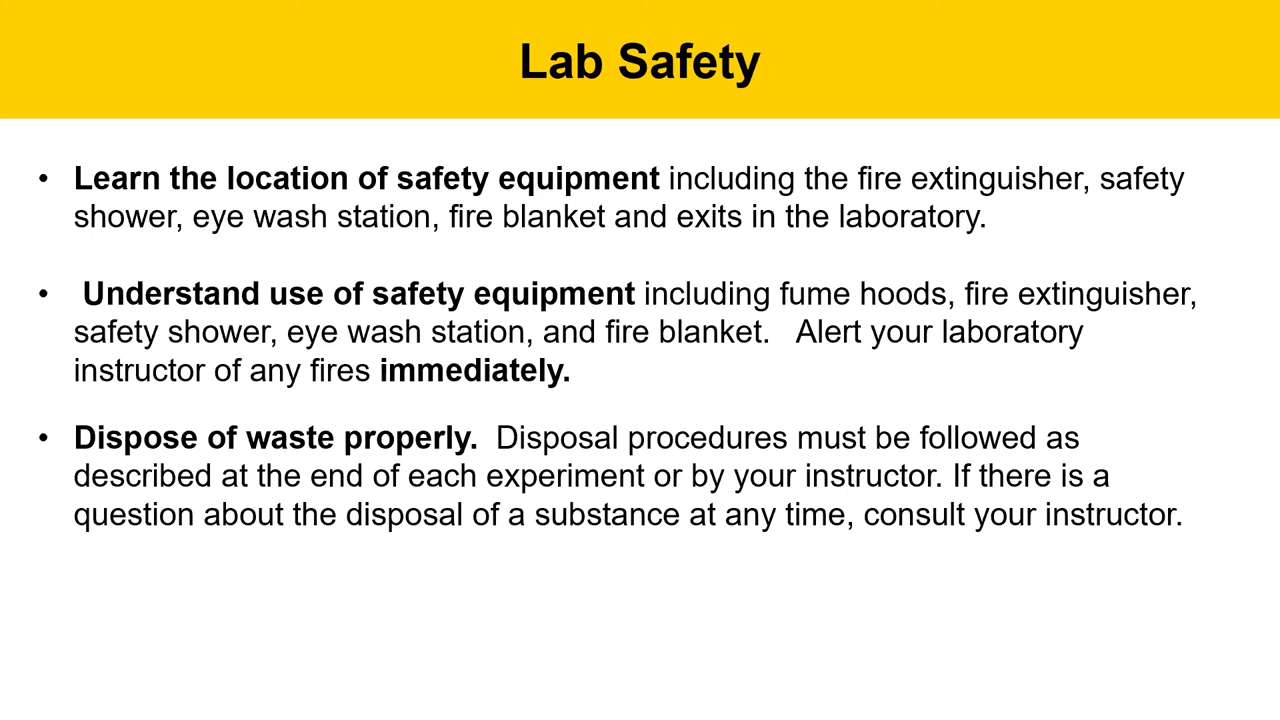 Lab Safety
• Learn the location of safety equipment including the fire extinguisher, safety
shower, eye wash station, fire blanket and exits in the laboratory.
• Understand use of safety equipment including fume hoods, fire extinguisher,
safety shower, eye wash station, and fire blanket.   Alert your laboratory
instructor of any fires immediately.
• Dispose of waste properly.  Disposal procedures must be followed as
described at the end of each experiment or by your instructor. If there is a
question about the disposal of a substance at any time, consult your instructor.